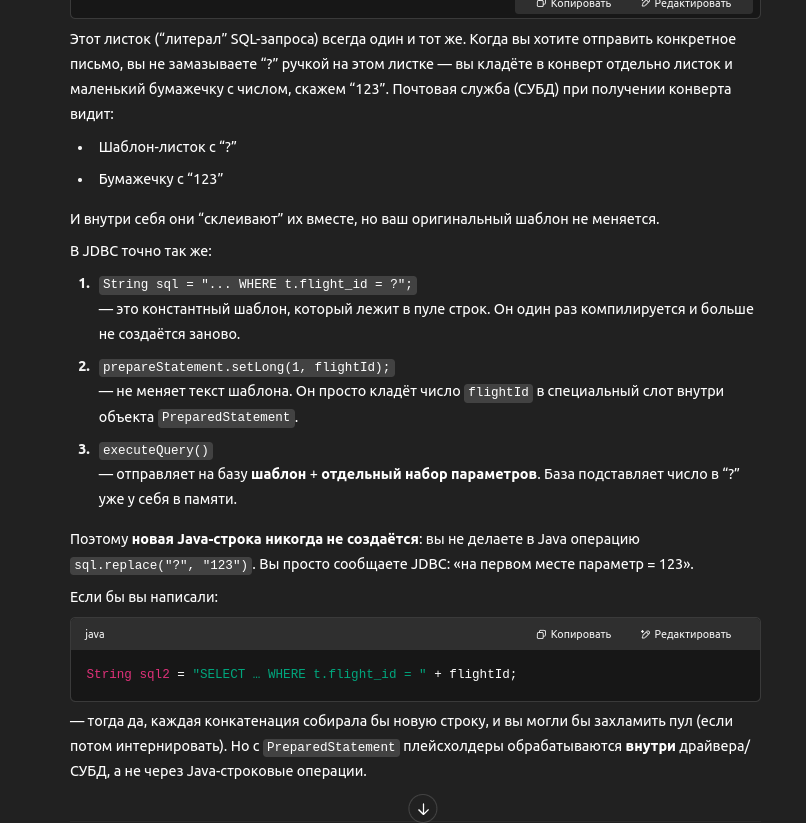 Копировать Редактировать
Этот листок (“литерал” SQL-запроса) всегда один и тот же. Когда вы хотите отправить конкретное
письмо, вы не замазываете “?” ручкой на этом листке — вы кладёте в конверт отдельно листок и
маленький бумажечку с числом, скажем “123”. Почтовая служба (СУБД) при получении конверта
видит:
• Шаблон-листок с “?”
• Бумажечку с “123”
И внутри себя они “склеивают” их вместе, но ваш оригинальный шаблон не меняется.
В JDBC точно так же:
1. String sql = "... WHERE t.flight_id = ?";
— это константный шаблон, который лежит в пуле строк. Он один раз компилируется и больше
не создаётся заново.
2. prepareStatement.setLong(1, flightId);
— не меняет текст шаблона. Он просто кладёт число flightId в специальный слот внутри
объекта PreparedStatement.
3. executeQuery()
— отправляет на базу шаблон + отдельный набор параметров. База подставляет число в “?”
уже у себя в памяти.
Поэтому новая Java-строка никогда не создаётся: вы не делаете в Java операцию
sql.replace("?", "123"). Вы просто сообщаете JDBC: «на первом месте параметр = 123».
Если бы вы написали:
java Копировать Редактировать
String sql2 = "SELECT … WHERE t.flight_id = " + flightId;
— тогда да, каждая конкатенация собирала бы новую строку, и вы могли бы захламить пул (если
потом интернировать). Но с PreparedStatement плейсхолдеры обрабатываются внутри драйвера/
СУБД, а не через Java-строковые операции.